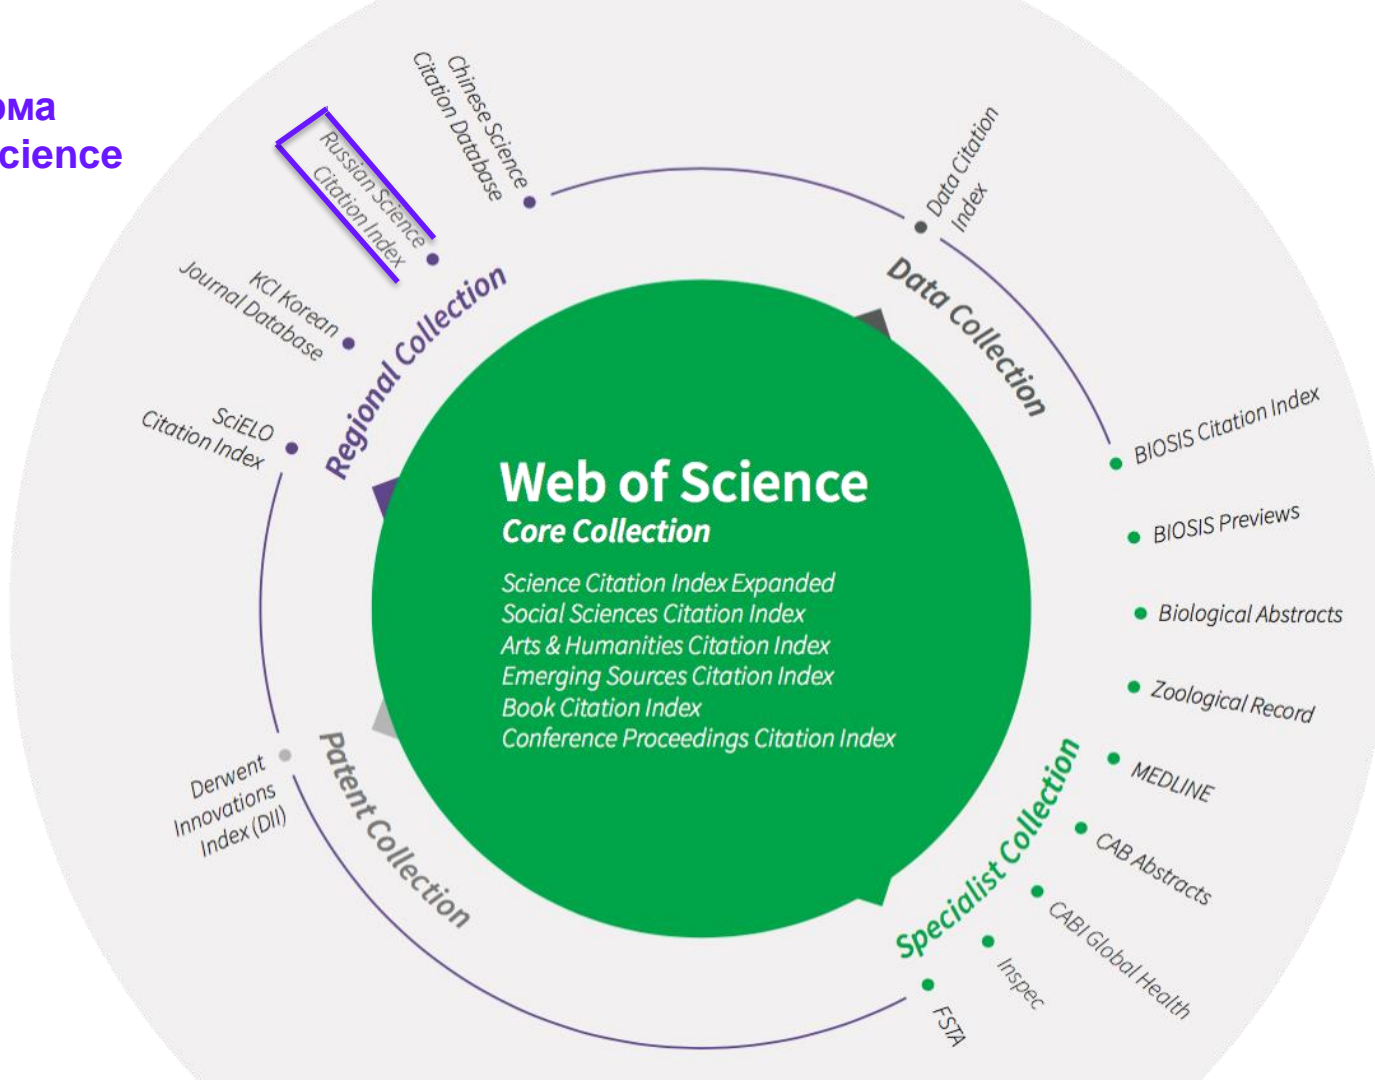 рма
cience
Chinese Science
Citation Database
Russian Science
Citation Index
KCI Korean
Journal Database
SciELO
Citation Index
Regional Collection
Data Citation
Index
Data Collection
Web of Science
Core Collection
Science Citation Index Expanded
Social Sciences Citation Index
Arts & Humanities Citation Index
Emerging Sources Citation Index
Book Citation Index
Conference Proceedings Citation Index
BIOSIS Citation Index
BIOSIS Previews
Biological Abstracts
Zoological Record
MEDLINE
CAB Abstracts
CABI Global Health
Inspec
FSTA
Specialist Collection
Derwent
Innovations
Index (DII)
Patent Collection